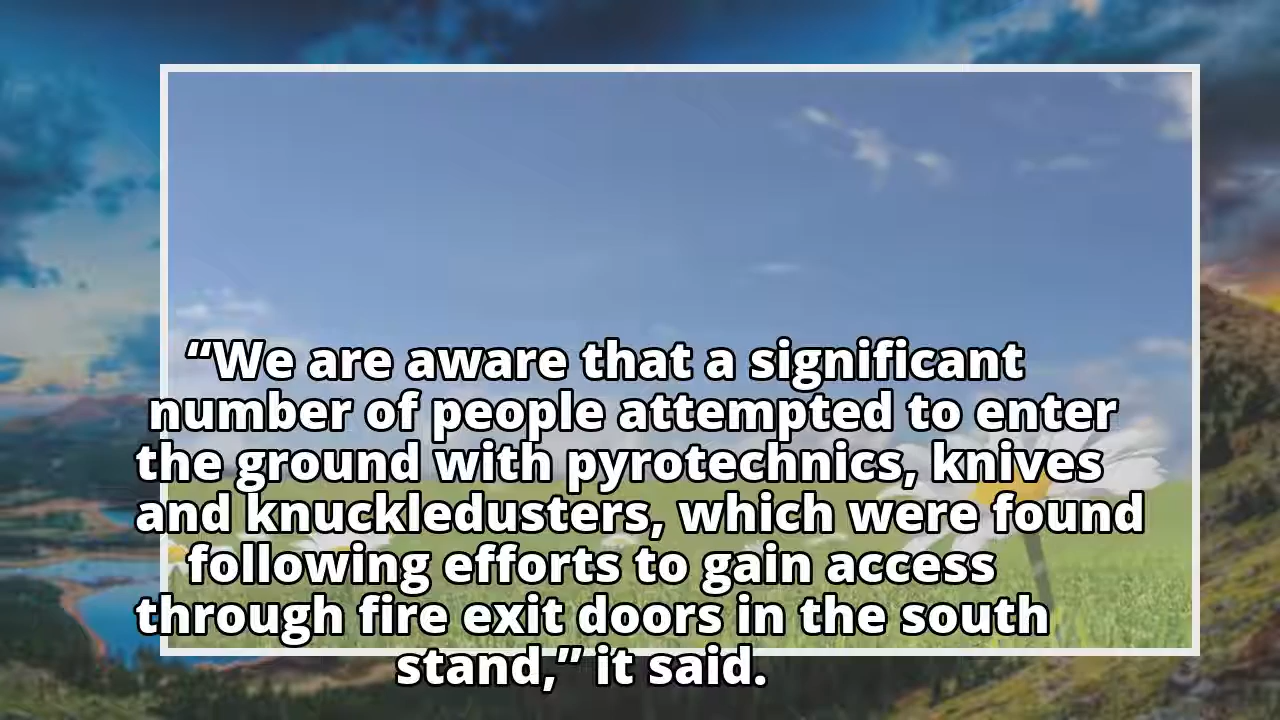 “We are aware that a significant
number of people attempted to enter
the ground with pyrotechnics, knives
and knuckledusters, which were found
following efforts to gain access
through fire exit doors in the south
stand,” it said.